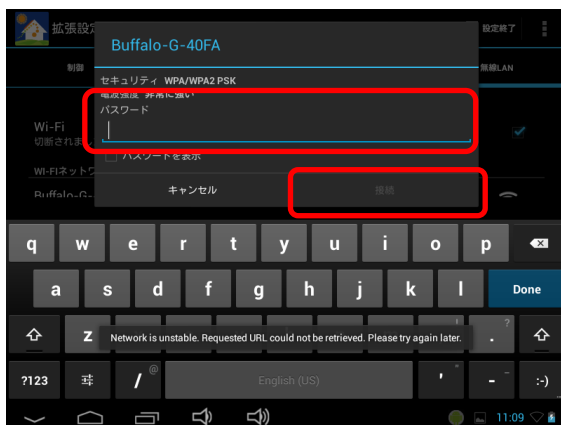 拡張設定
設定終了
Buffalo-G-40FA
制御
無線LAN
セキュリティ WPA/WPA2 PSK
電波強度 非常に強い
パスワード
Wi-Fi
切断されまし
パスワードを表示
WI-FIネットワ
Buffalo-G-
キャンセル
接続
q w e r t y u i o p
a s d f g h j k l Done
z
Network is unstable. Requested URL could not be retrieved. Please try again later.
! ? .
?123 / @ English (US) ' " - _ :-)
11:09